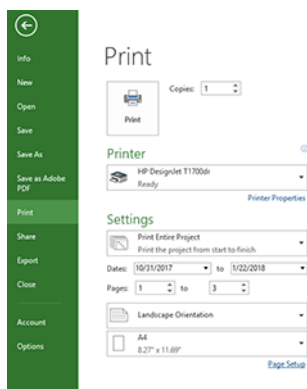 Info
New
Open
Save
Save As
Save as Adobe
PDF
Print
Share
Export
Close
Account
Options
Print
Print
Copies: 1
Printer
HP DesignJet T1700dr
Ready
Printer Properties
Settings
Print Entire Project
Print the project from start to finish
Dates: 10/31/2017 to 1/22/2018
Pages: 1 to 3
Landscape Orientation
A4
8.27" x 11.69"
Page Setup